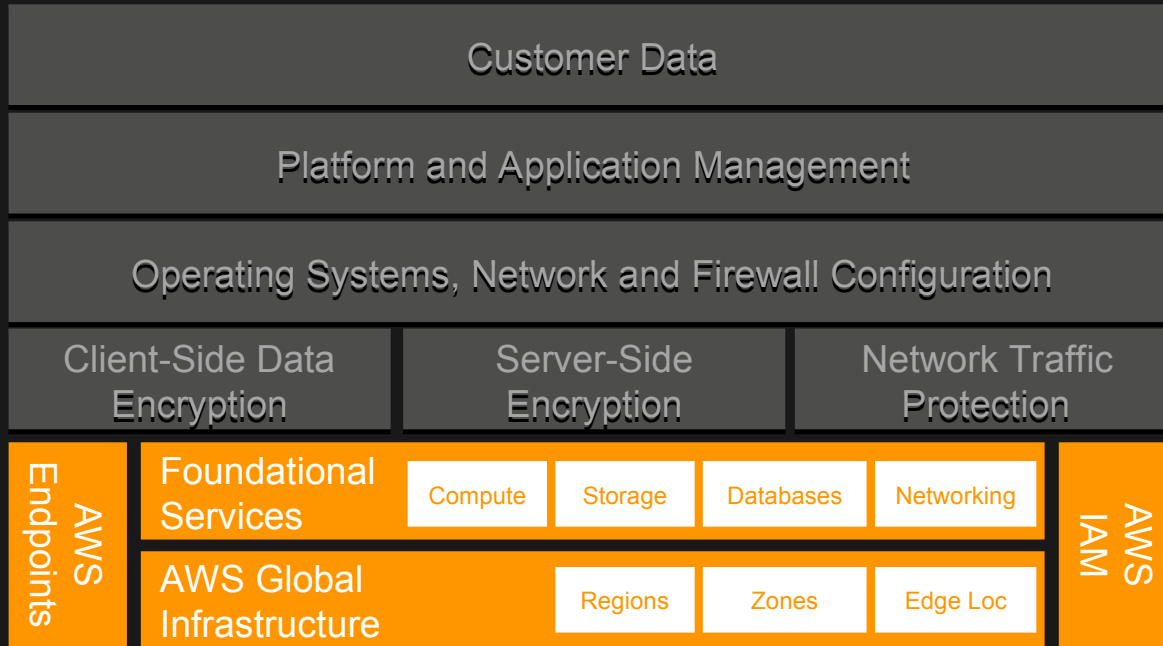 Customer Data
Platform and Application Management
Operating Systems, Network and Firewall Configuration
Client-Side Data
Encryption
Server-Side
Encryption
Network Traffic
Protection
AWS
Endpoints
Foundational
Services
Compute
Storage
Databases
Networking
AWS Global
Infrastructure
Regions
Zones
Edge Loc
AWS
IAM